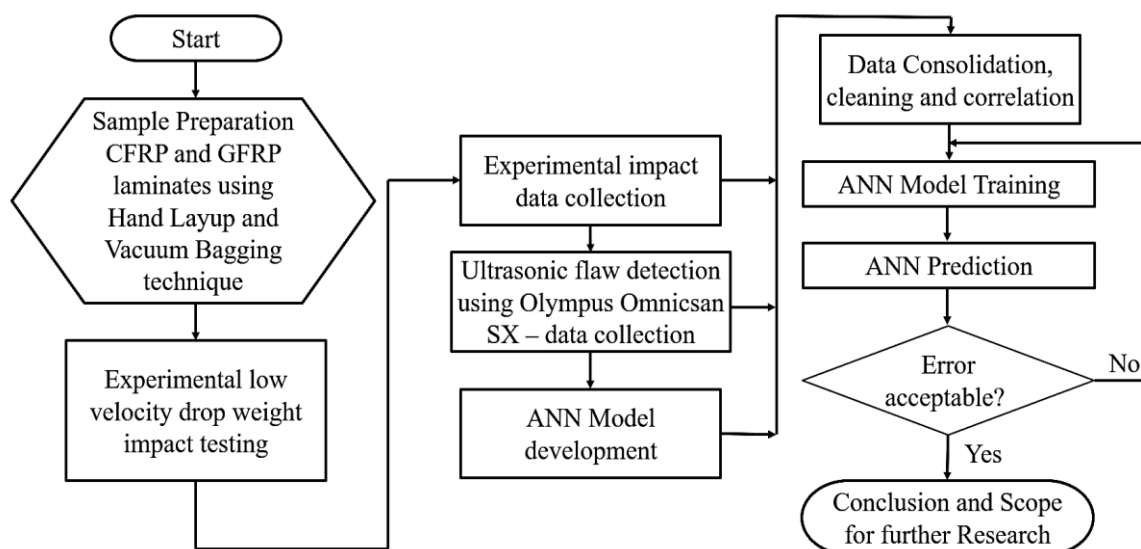 Start
Sample Preparation
CFRP and GFRP
laminates using
Hand Layup and
Vacuum Bagging
technique
Experimental low
velocity drop weight
impact testing
Experimental impact
data collection
Ultrasonic flaw detection
using Olympus Omnicsan
SX – data collection
ANN Model
development
Data Consolidation,
cleaning and correlation
ANN Model Training
ANN Prediction
Error
acceptable?
No
Yes
Conclusion and Scope
for further Research